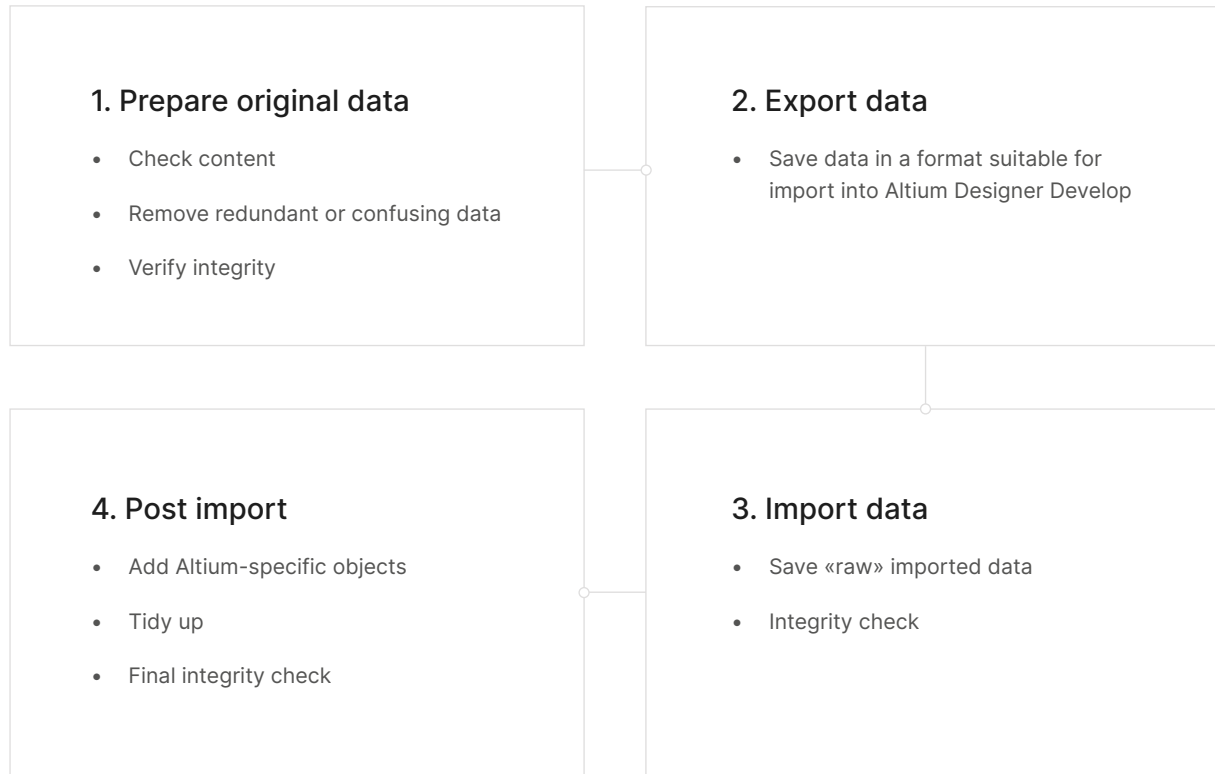 1. Prepare original data
• Check content
• Remove redundant or confusing data
• Verify integrity
2. Export data
• Save data in a format suitable for
import into Altium Designer Develop
3. Import data
• Save «raw» imported data
• Integrity check
4. Post import
• Add Altium-specific objects
• Tidy up
• Final integrity check